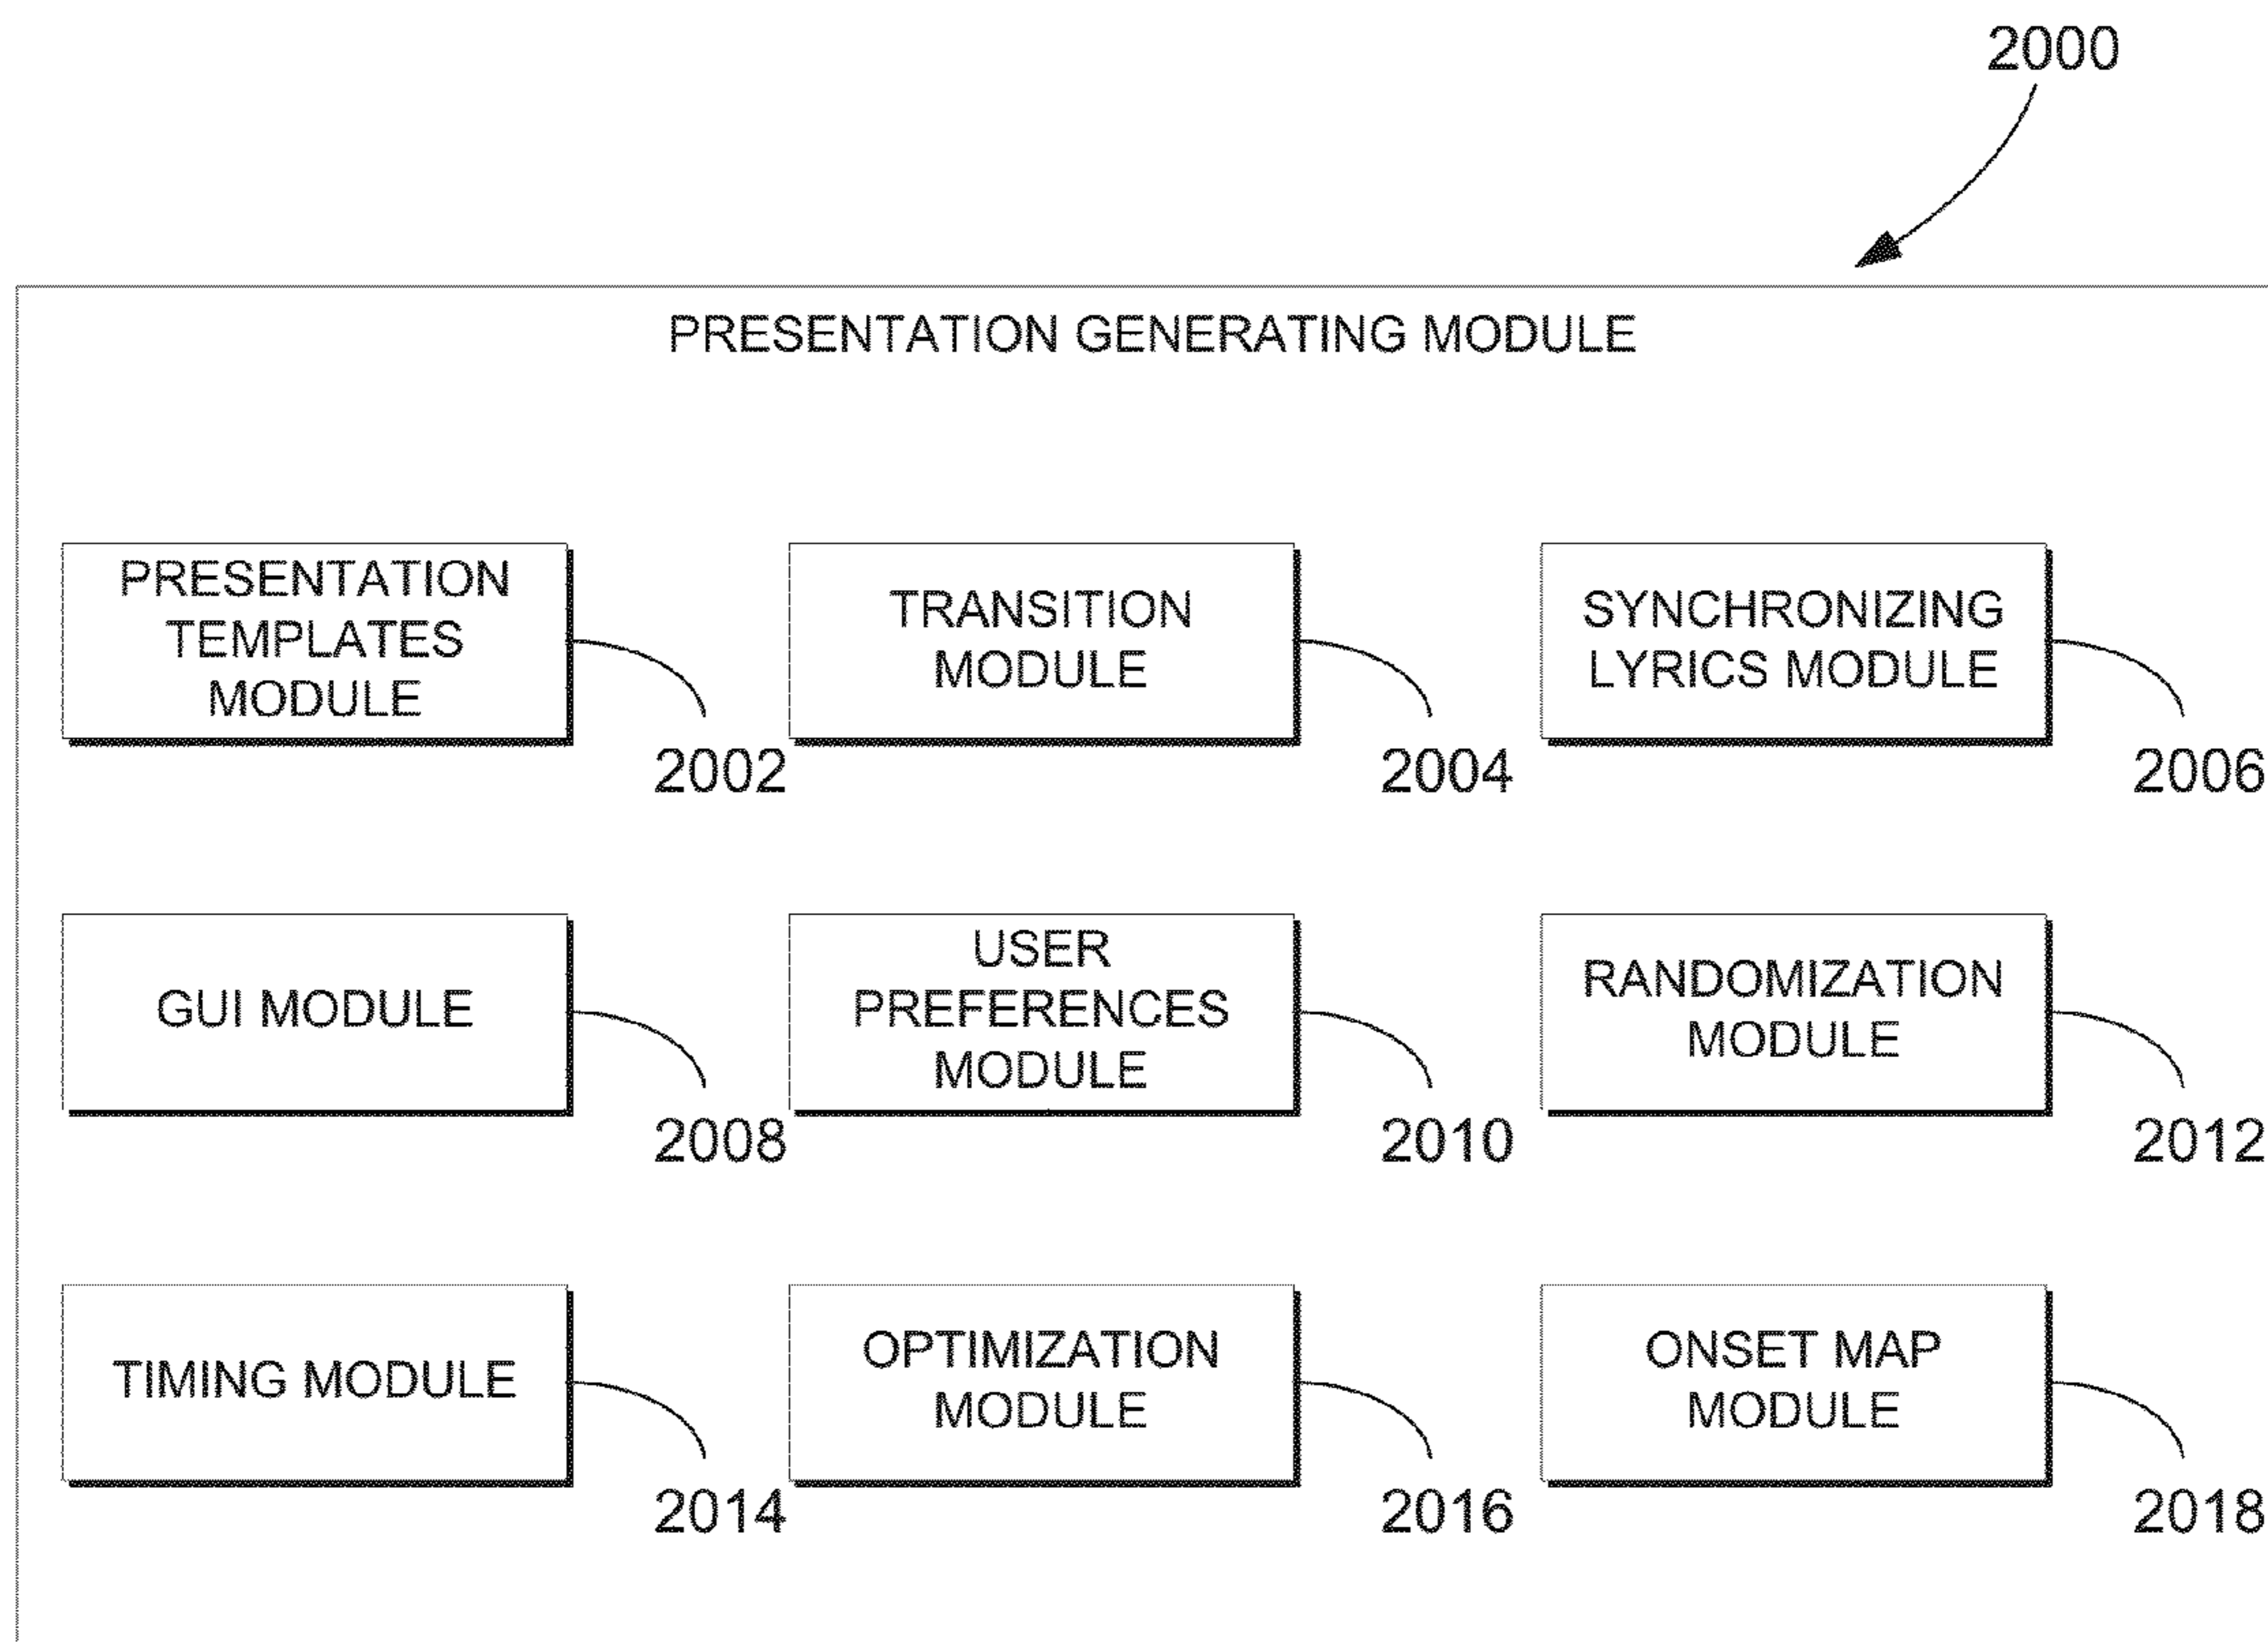 2000
PRESENTATION GENERATING MODULE
PRESENTATION
TEMPLATES
MODULE
2002
TRANSITION
MODULE
2004
SYNCHRONIZING
LYRICS MODULE
2006
GUI MODULE
2008
USER
PREFERENCES
MODULE
2010
RANDOMIZATION
MODULE
2012
TIMING MODULE
2014
OPTIMIZATION
MODULE
2016
ONSET MAP
MODULE
2018